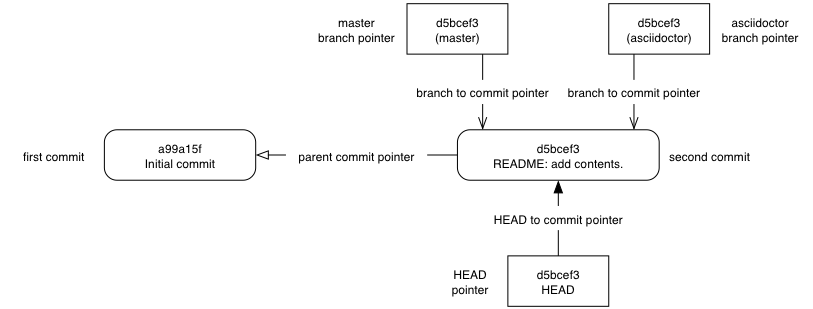 master
branch pointer
d5bcef3
(master)
d5bcef3
(asciidoctor)
asciidoctor
branch pointer
branch to commit pointer
branch to commit pointer
first commit
a99a15f
Initial commit
parent commit pointer
d5bcef3
README: add contents.
second commit
HEAD to commit pointer
HEAD
pointer
d5bcef3
HEAD